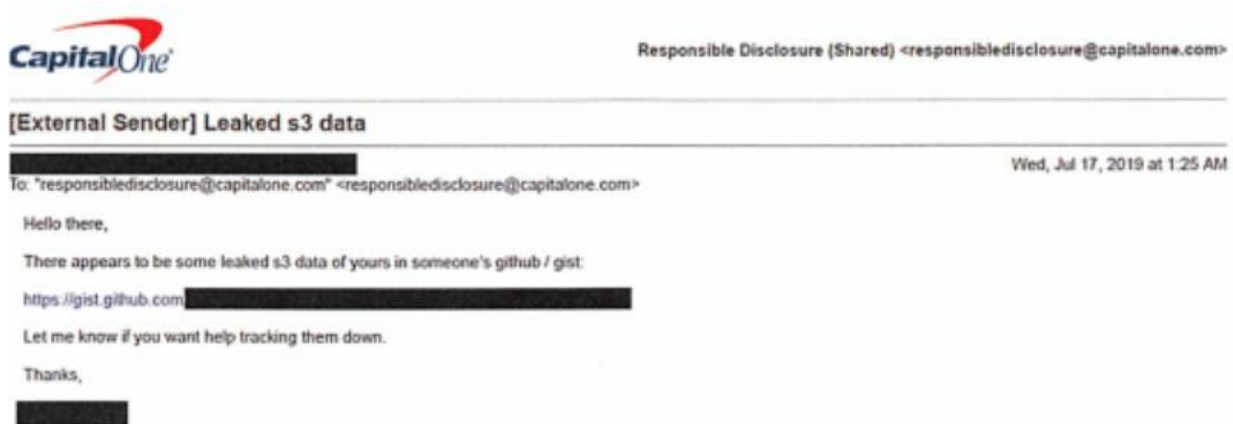 CapitalOne®
Responsible Disclosure (Shared) <responsibledisclosure@capitalone.com>
[External Sender] Leaked s3 data
Wed, Jul 17, 2019 at 1:25 AM
To: "responsibledisclosure@capitalone.com" <responsibledisclosure@capitalone.com>
Hello there,
There appears to be some leaked s3 data of yours in someone's github / gist:
https://gist.github.com
Let me know if you want help tracking them down.
Thanks,